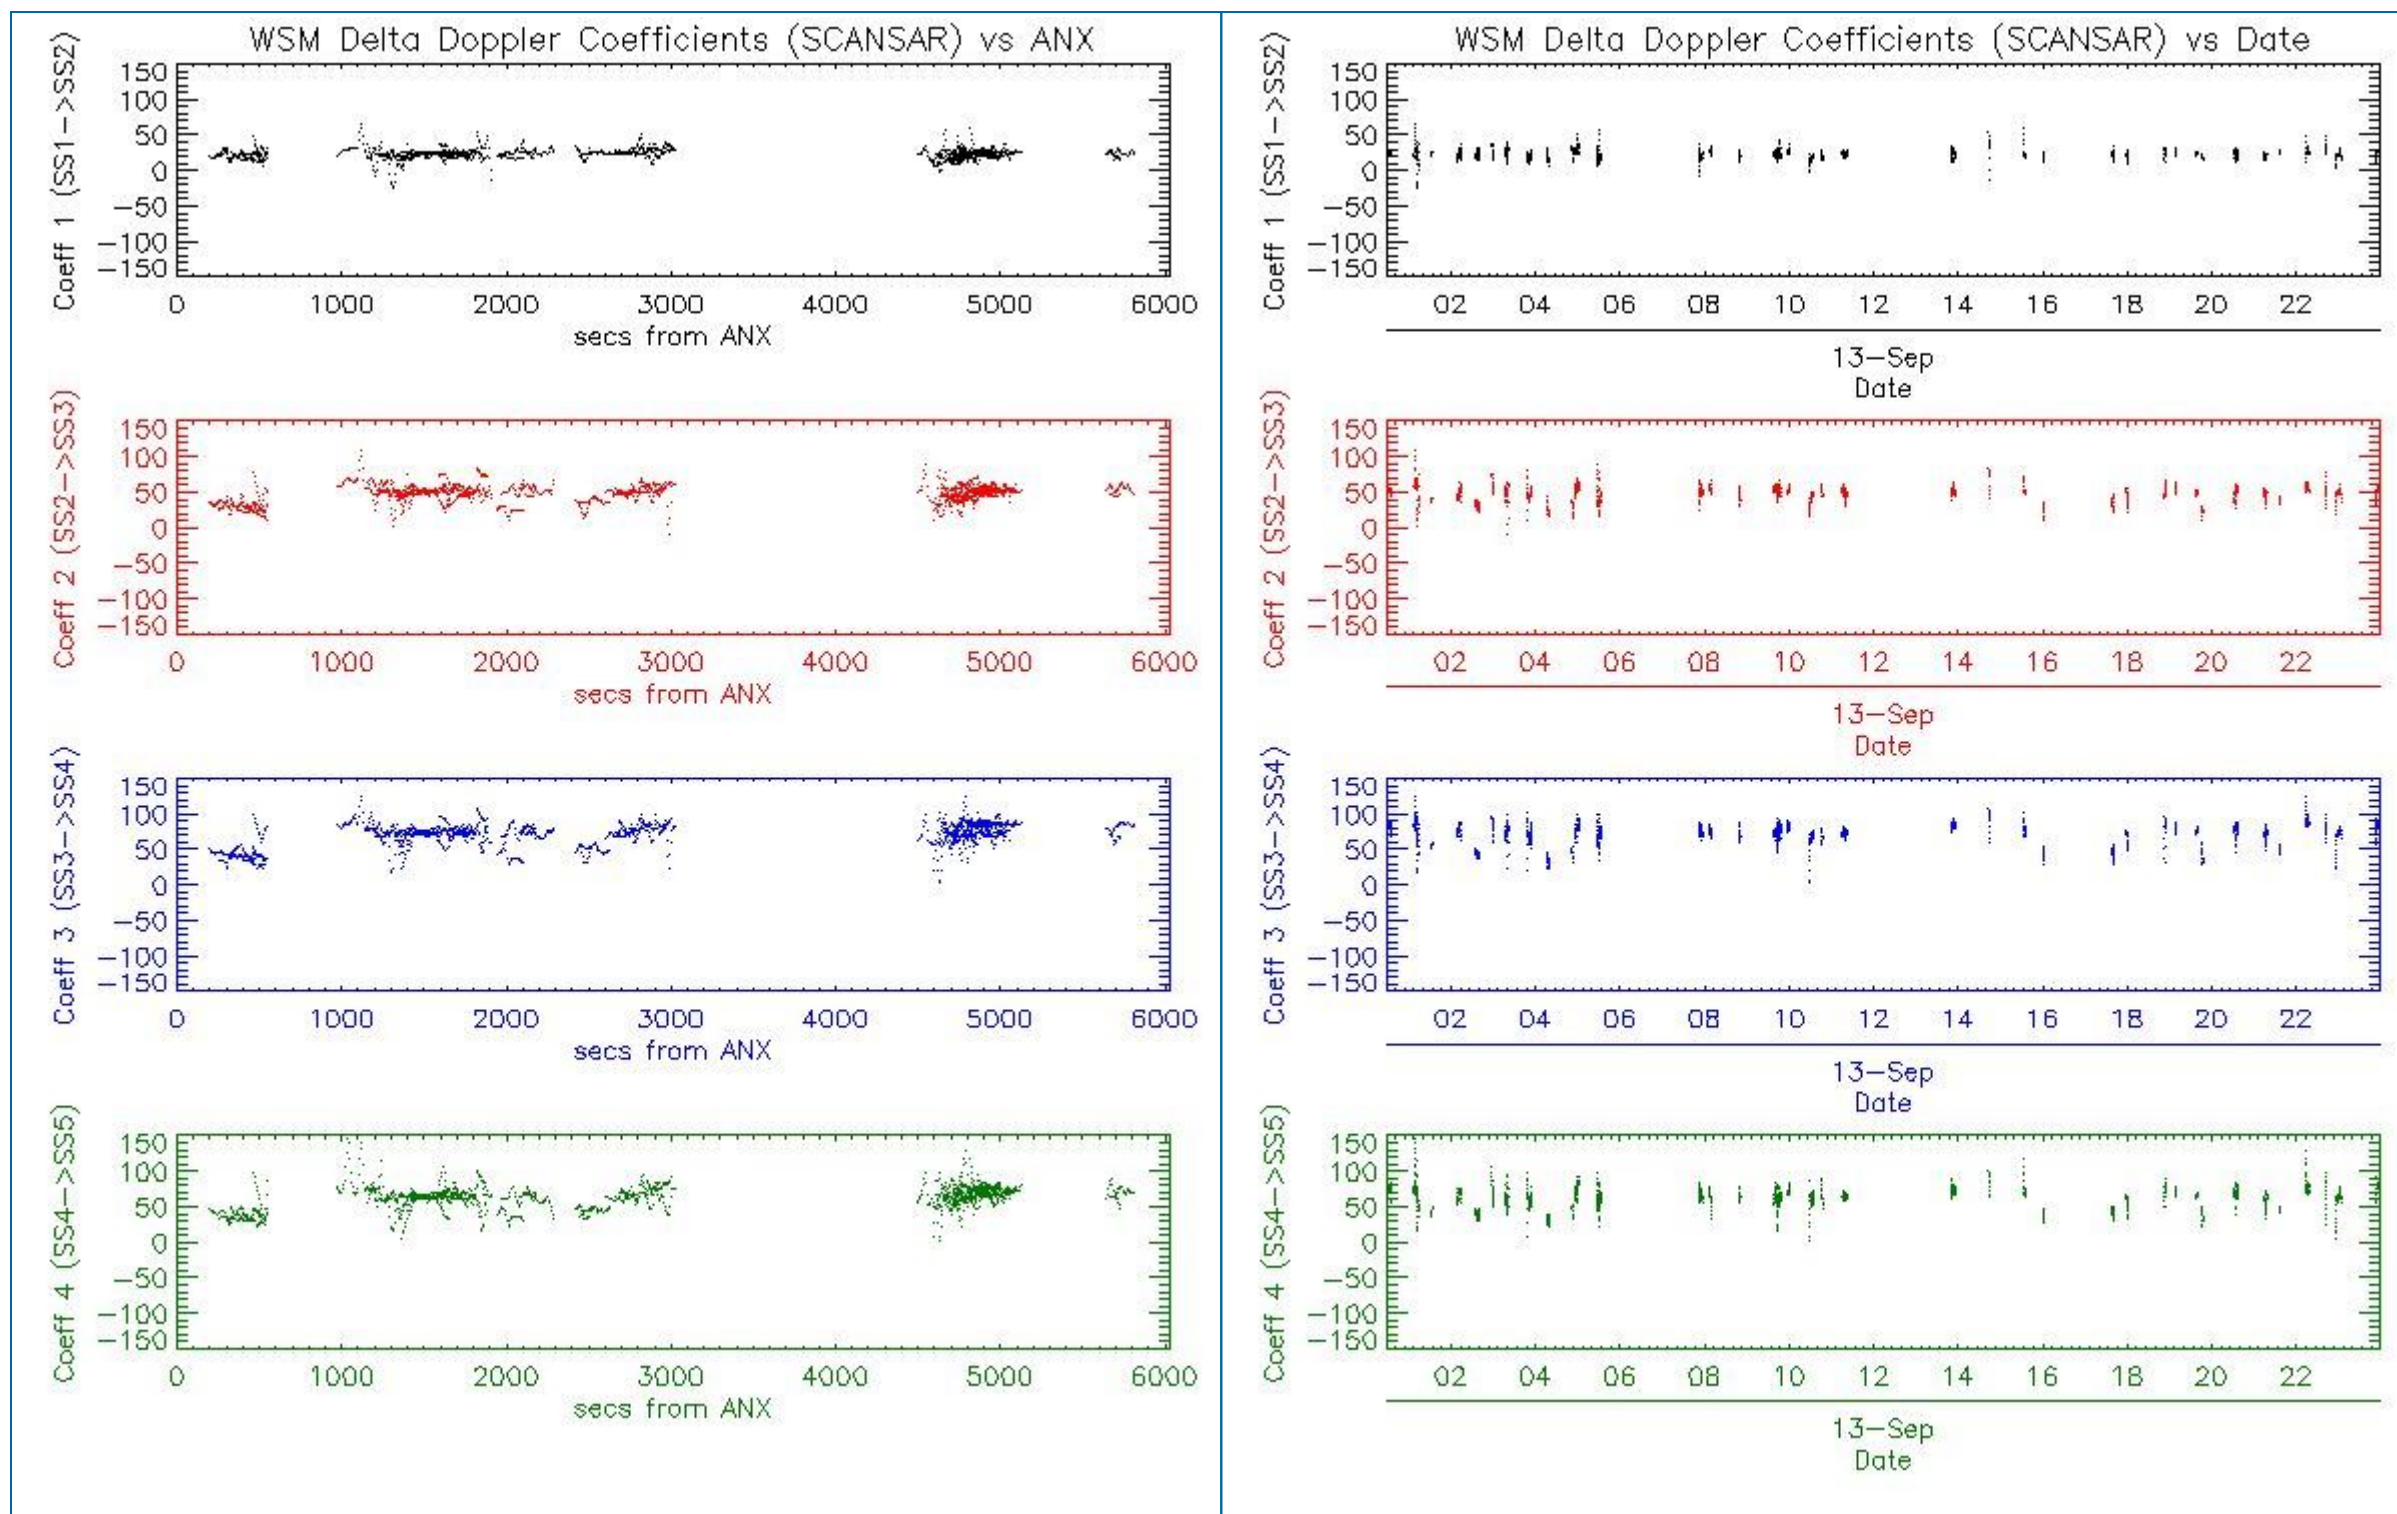 WSM Delta Doppler Coefficients (SCANSAR) vs ANX
Coeff 1 (SS1->SS2)
150
100
50
0
-50
-100
-150
0 1000 2000 3000 4000 5000 6000
secs from ANX
Coeff 2 (SS2->SS3)
150
100
50
0
-50
-100
-150
0 1000 2000 3000 4000 5000 6000
secs from ANX
Coeff 3 (SS3->SS4)
150
100
50
0
-50
-100
-150
0 1000 2000 3000 4000 5000 6000
secs from ANX
Coeff 4 (SS4->SS5)
150
100
50
0
-50
-100
-150
0 1000 2000 3000 4000 5000 6000
secs from ANX
WSM Delta Doppler Coefficients (SCANSAR) vs Date
Coeff 1 (SS1->SS2)
150
100
50
0
-50
-100
-150
02 04 06 08 10 12 14 16 18 20 22
13-Sep
Date
Coeff 2 (SS2->SS3)
150
100
50
0
-50
-100
-150
02 04 06 08 10 12 14 16 18 20 22
13-Sep
Date
Coeff 3 (SS3->SS4)
150
100
50
0
-50
-100
-150
02 04 06 08 10 12 14 16 18 20 22
13-Sep
Date
Coeff 4 (SS4->SS5)
150
100
50
0
-50
-100
-150
02 04 06 08 10 12 14 16 18 20 22
13-Sep
Date